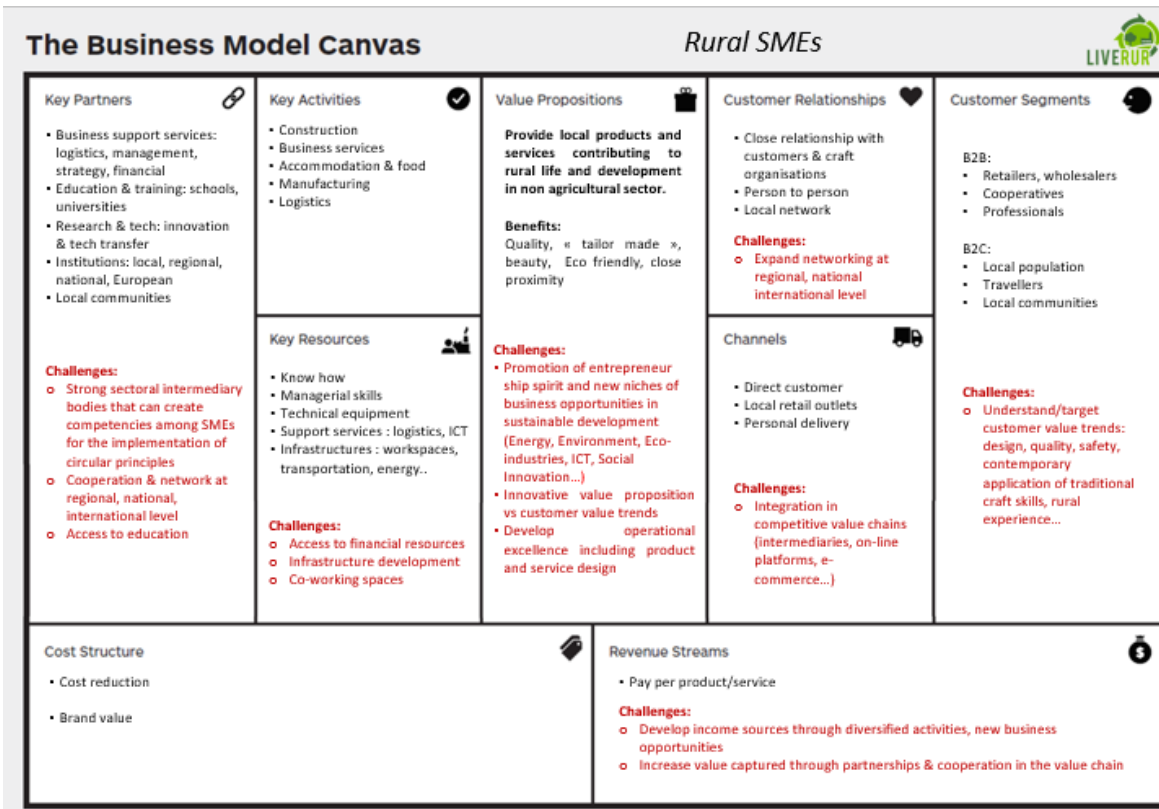 The Business Model Canvas
Rural SMEs
LIVERUR
Key Partners
▪ Business support services:
logistics, management,
strategy, financial
▪ Education & training: schools,
universities
▪ Research & tech: innovation
& tech transfer
▪ Institutions: local, regional,
national, European
▪ Local communities
Challenges:
o Strong sectoral intermediary
bodies that can create
competencies among SMEs
for the implementation of
circular principles
o Cooperation & network at
regional, national,
international level
o Access to education
Key Activities
▪ Construction
▪ Business services
▪ Accommodation & food
▪ Manufacturing
▪ Logistics
Key Resources
▪ Know how
▪ Managerial skills
▪ Technical equipment
▪ Support services : logistics, ICT
▪ Infrastructures : workspaces,
transportation, energy..
Challenges:
o Access to financial resources
o Infrastructure development
o Co-working spaces
Value Propositions
Provide local products and
services contributing to
rural life and development
in non agricultural sector.
Benefits:
Quality, « tailor made »,
beauty, Eco friendly, close
proximity
Challenges:
▪ Promotion of entrepreneur
ship spirit and new niches of
business opportunities in
sustainable development
(Energy, Environment, Eco-
industries, ICT, Social
Innovation...)
▪ Innovative value proposition
vs customer value trends
▪ Develop operational
excellence including product
and service design
Customer Relationships
▪ Close relationship with
customers & craft
organisations
▪ Person to person
▪ Local network
Challenges:
o Expand networking at
regional, national
international level
Channels
▪ Direct customer
▪ Local retail outlets
▪ Personal delivery
Challenges:
o Integration in
competitive value chains
(intermediaries, on-line
platforms, e-
commerce...)
Customer Segments
B2B:
▪ Retailers, wholesalers
▪ Cooperatives
▪ Professionals
B2C:
▪ Local population
▪ Travellers
▪ Local communities
Challenges:
o Understand/target
customer value trends:
design, quality, safety,
contemporary
application of traditional
craft skills, rural
experience...
Cost Structure
▪ Cost reduction
▪ Brand value
Revenue Streams
$
▪ Pay per product/service
Challenges:
o Develop income sources through diversified activities, new business
opportunities
o Increase value captured through partnerships & cooperation in the value chain